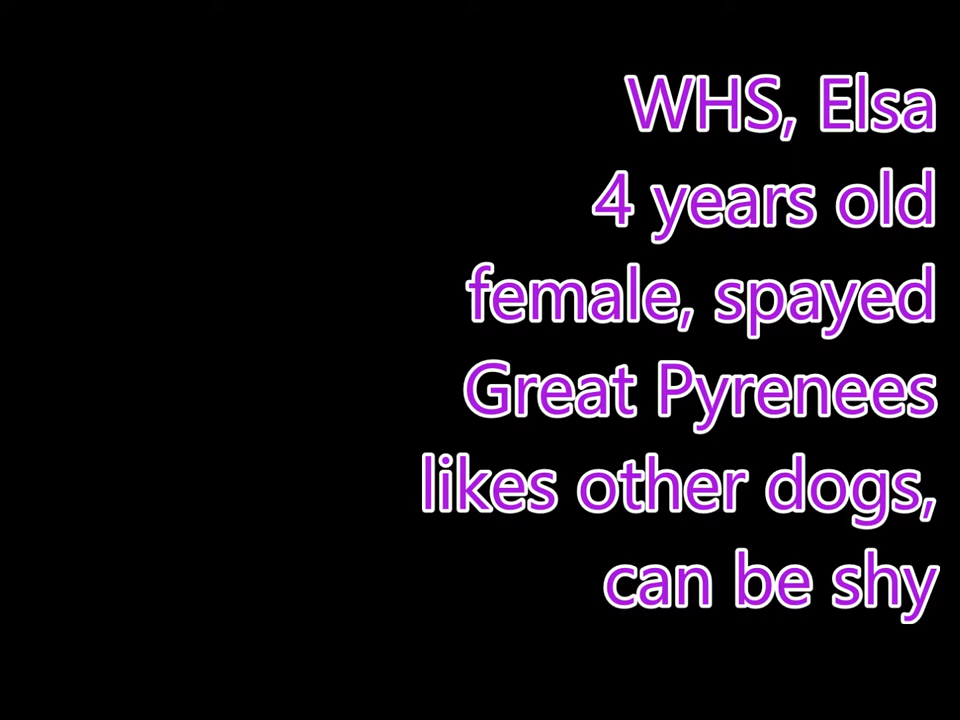 WHS, Elsa
4 years old
female, spayed
Great Pyrenees
likes other dogs,
can be shy